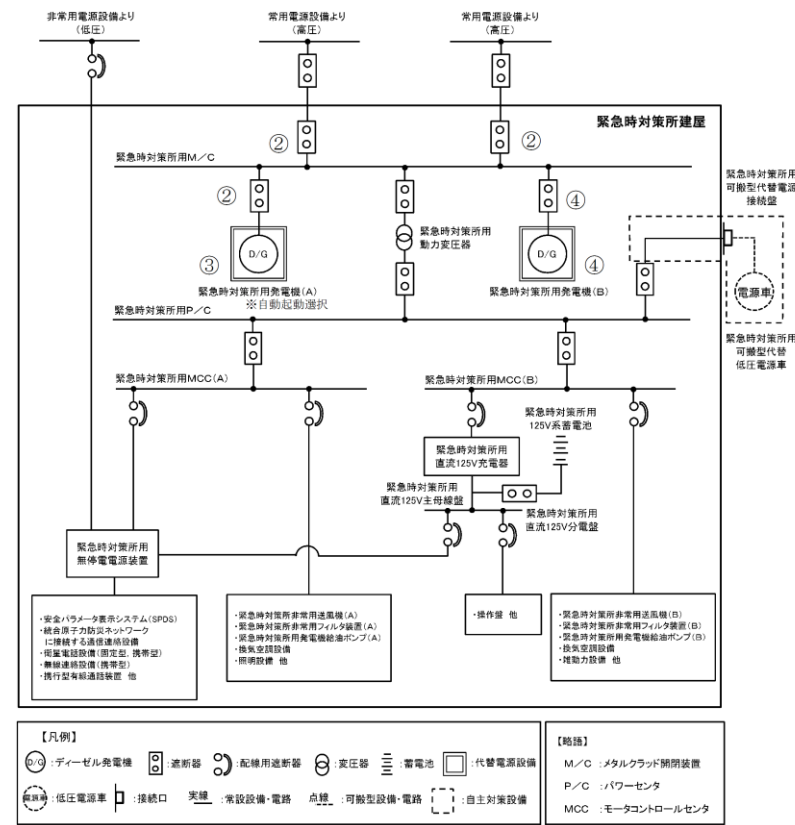 非常用電源設備より
(低圧)
常用電源設備より
(高圧)
常用電源設備より
(高圧)
緊急時対策所建屋
②
②
緊急時対策所用M/C
緊急時対策所用
可搬型代替電源
接続盤
②
④
緊急時対策所用
動力変圧器
D/G
D/G
③
④
電源車
緊急時対策所用発電機(A)
※自動起動選択
緊急時対策所用発電機(B)
緊急時対策所用P/C
緊急時対策所用
可搬型代替
低圧電源車
緊急時対策所用MCC(A)
緊急時対策所用MCC(B)
緊急時対策所用
125V系蓄電池
緊急時対策所用
直流125V充電器
緊急時対策所用
直流125V主母線盤
緊急時対策所用
直流125V分電盤
緊急時対策所用
無停電電源装置
・安全パラメータ表示システム(SPDS)
・統合原子力防災ネットワーク
に接続する通信連絡設備
・衛星電話設備(固定型,携帯型)
・無線連絡設備(携帯型)
・携行型有線通話装置 他
・緊急時対策所非常用送風機(A)
・緊急時対策所非常用フィルタ装置(A)
・緊急時対策所用発電機給油ポンプ(A)
・換気空調設備
・照明設備 他
・操作盤 他
・緊急時対策所非常用送風機(B)
・緊急時対策所非常用フィルタ装置(B)
・緊急時対策所用発電機給油ポンプ(B)
・換気空調設備
・雑動力設備 他
【凡例】
D/G :ディーゼル発電機 :遮断器 :配線用遮断器 :変圧器 :蓄電池 :代替電源設備
電源車 :低圧電源車 :接続口 実線 :常設設備・電路 点線 :可搬型設備・電路 :自主対策設備
【略語】
M/C :メタルクラッド開閉装置
P/C :パワーセンタ
MCC :モータコントロールセンタ